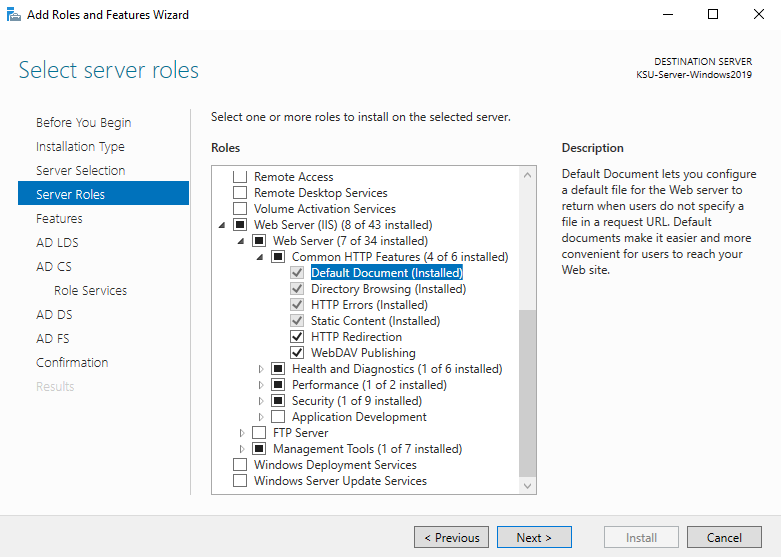 Add Roles and Features Wizard
Select server roles
DESTINATION SERVER
KSU-Server-Windows2019
Before You Begin
Installation Type
Server Selection
Server Roles
Features
AD LDS
AD CS
Role Services
AD DS
AD FS
Confirmation
Results
Select one or more roles to install on the selected server.
Roles
Remote Access
Remote Desktop Services
Volume Activation Services
Web Server (IIS) (8 of 43 installed)
Web Server (7 of 34 installed)
Common HTTP Features (4 of 6 installed)
Default Document (Installed)
Directory Browsing (Installed)
HTTP Errors (Installed)
Static Content (Installed)
HTTP Redirection
WebDAV Publishing
Health and Diagnostics (1 of 6 installed)
Performance (1 of 2 installed)
Security (1 of 9 installed)
Application Development
FTP Server
Management Tools (1 of 7 installed)
Windows Deployment Services
Windows Server Update Services
Description
Default Document lets you configure
a default file for the Web server to
return when users do not specify a
file in a request URL. Default
documents make it easier and more
convenient for users to reach your
Web site.
< Previous
Next >
Install
Cancel